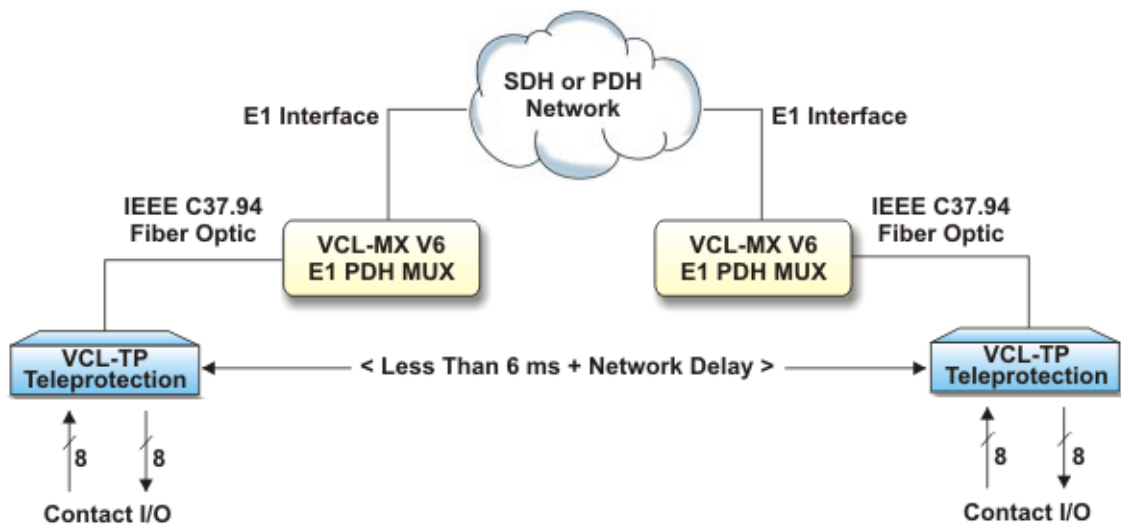 SDH or PDH
Network
E1 Interface
E1 Interface
IEEE C37.94
Fiber Optic
IEEE C37.94
Fiber Optic
VCL-MX V6
E1 PDH MUX
VCL-MX V6
E1 PDH MUX
VCL-TP
Teleprotection
< Less Than 6 ms + Network Delay >
VCL-TP
Teleprotection
8
8
8
8
Contact I/O
Contact I/O